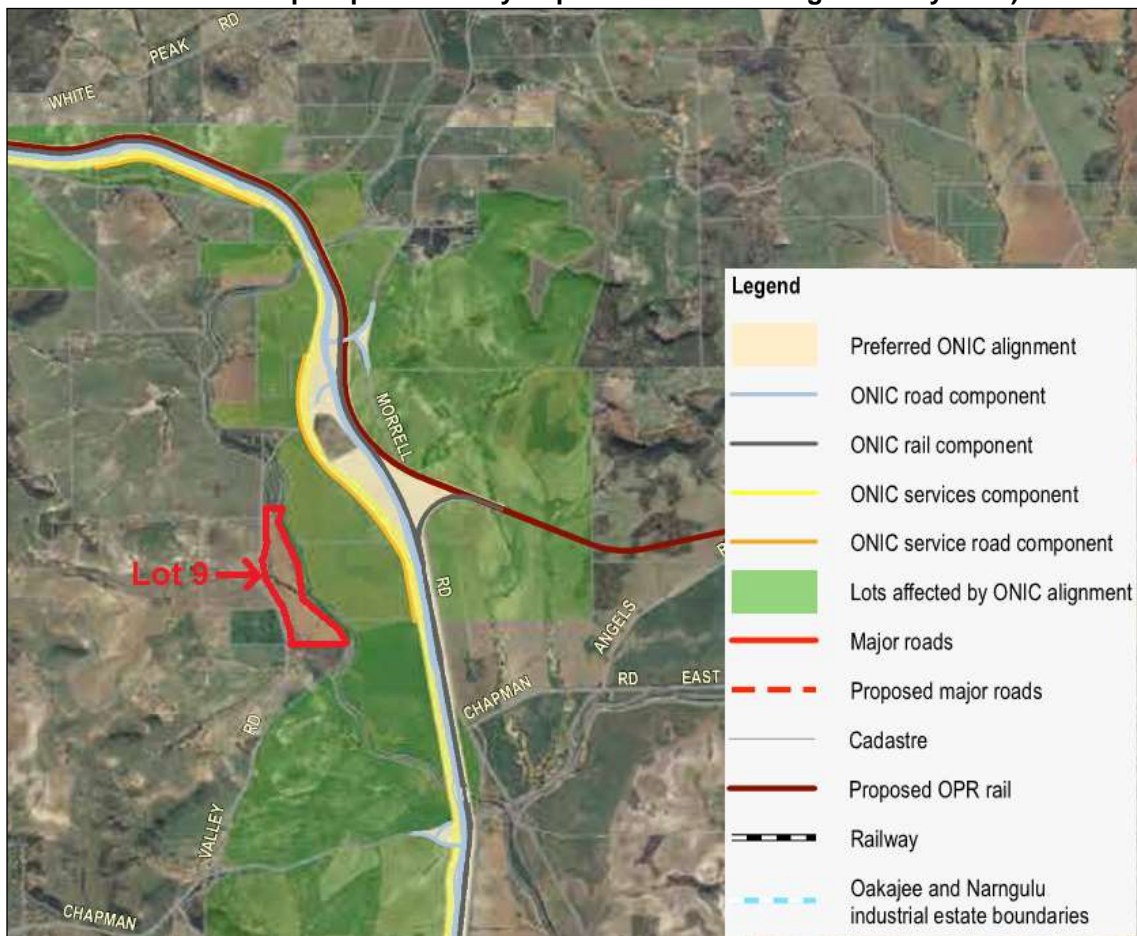 WHITE PEAK RD
MORRELL
RD
Lot 9
ANGELS
RD EAST
CHAPMAN
VALLEY RD
CHAPMAN
Legend
Preferred ONIC alignment
ONIC road component
ONIC rail component
ONIC services component
ONIC service road component
Lots affected by ONIC alignment
Major roads
Proposed major roads
Cadastre
Proposed OPR rail
Railway
Oakajee and Narngulu
industrial estate boundaries